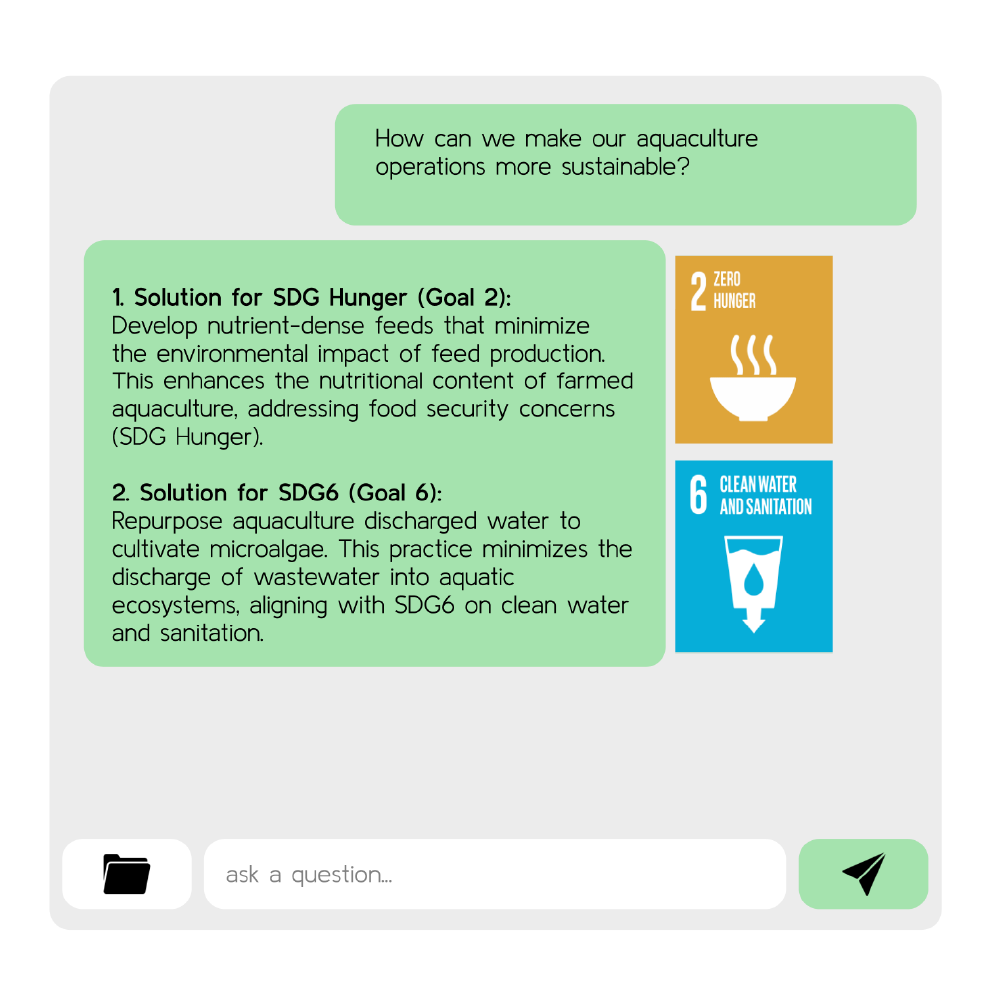 How can we make our aquaculture
operations more sustainable?
1. Solution for SDG Hunger (Goal 2):
Develop nutrient-dense feeds that minimize
the environmental impact of feed production.
This enhances the nutritional content of farmed
aquaculture, addressing food security concerns
(SDG Hunger).
2. Solution for SDG6 (Goal 6):
Repurpose aquaculture discharged water to
cultivate microalgae. This practice minimizes the
discharge of wastewater into aquatic
ecosystems, aligning with SDG6 on clean water
and sanitation.
2 ZERO
HUNGER
6 CLEAN WATER
AND SANITATION
ask a question...